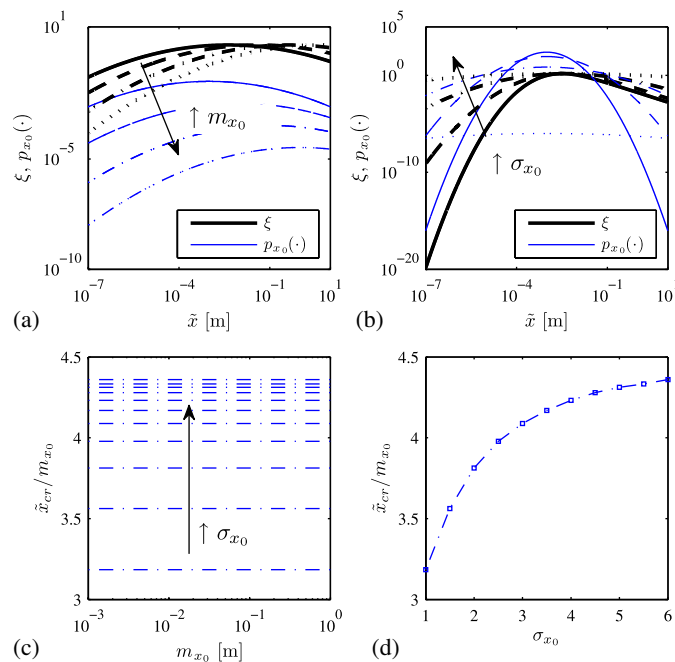 10^1
10^-5
10^-10
ξ, p_{x_0}(·)
↑ m_{x_0}
ξ
p_{x_0}(·)
10^-7 10^-4 10^-1 10^1
x̃ [m]
(a)
10^5
10^0
10^-10
10^-20
ξ, p_{x_0}(·)
↑ σ_{x_0}
ξ
p_{x_0}(·)
10^-7 10^-4 10^-1 10^1
x̃ [m]
(b)
4.5
4
3.5
3
x̃_{cr}/m_{x_0}
↑ σ_{x_0}
10^-3 10^-2 10^-1 10^0
m_{x_0} [m]
(c)
4.5
4
3.5
3
x̃_{cr}/m_{x_0}
1 2 3 4 5 6
σ_{x_0}
(d)